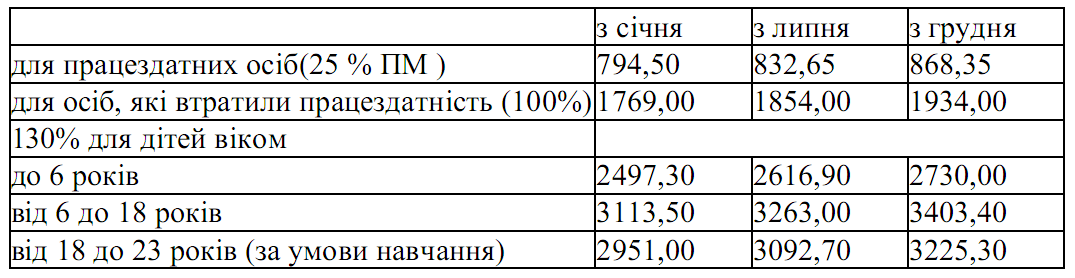 з січня з липня з грудня
для працездатних осіб(25 % ПМ ) 794,50 832,65 868,35
для осіб, які втратили працездатність (100%) 1769,00 1854,00 1934,00
130% для дітей віком
до 6 років 2497,30 2616,90 2730,00
від 6 до 18 років 3113,50 3263,00 3403,40
від 18 до 23 років (за умови навчання) 2951,00 3092,70 3225,30